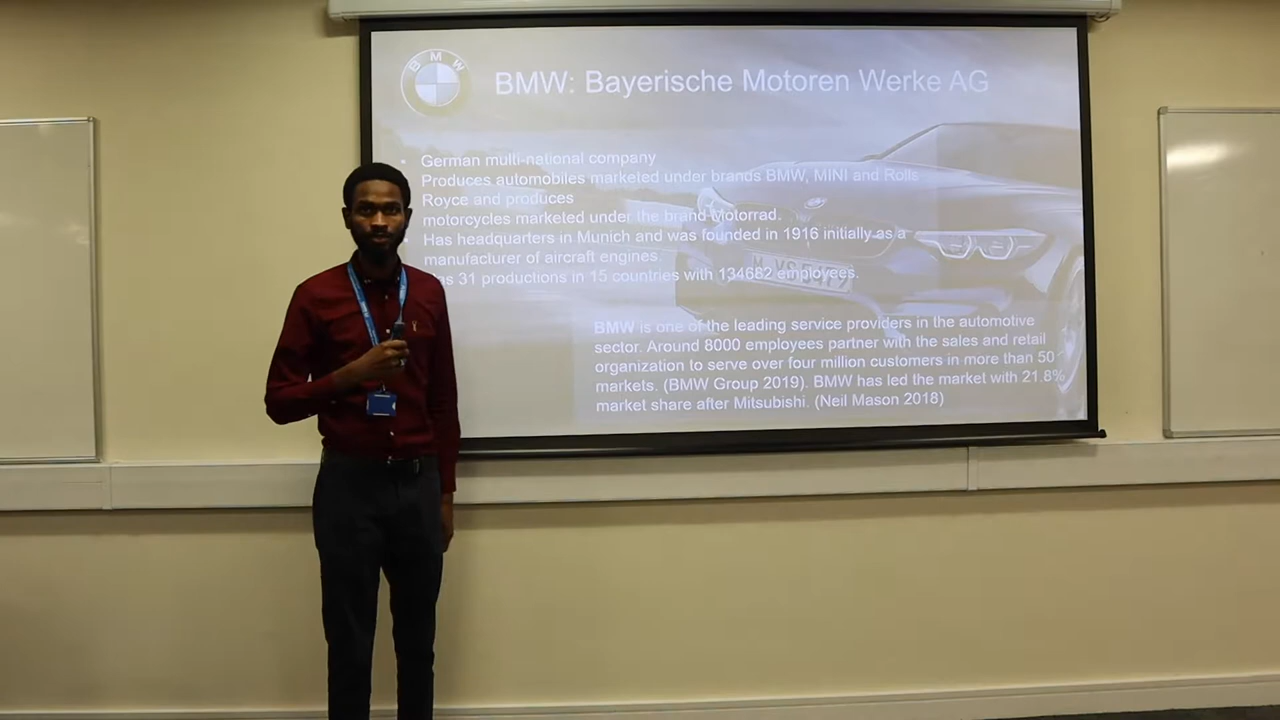 BMW
BMW: Bayerische Motoren Werke AG
German multi-national company
Produces automobiles marketed under brands BMW, MINI and Rolls
Royce and produces
motorcycles marketed under the brand Motorrad.
Has headquarters in Munich and was founded in 1916 initially as a
manufacturer of aircraft engines.
as 31 productions in 15 countries with 134682 employees.
BMW is one of the leading service providers in the automotive
sector. Around 8000 employees partner with the sales and retail
organization to serve over four million customers in more than 50
markets. (BMW Group 2019). BMW has led the market with 21.8%
market share after Mitsubishi. (Neil Mason 2018)